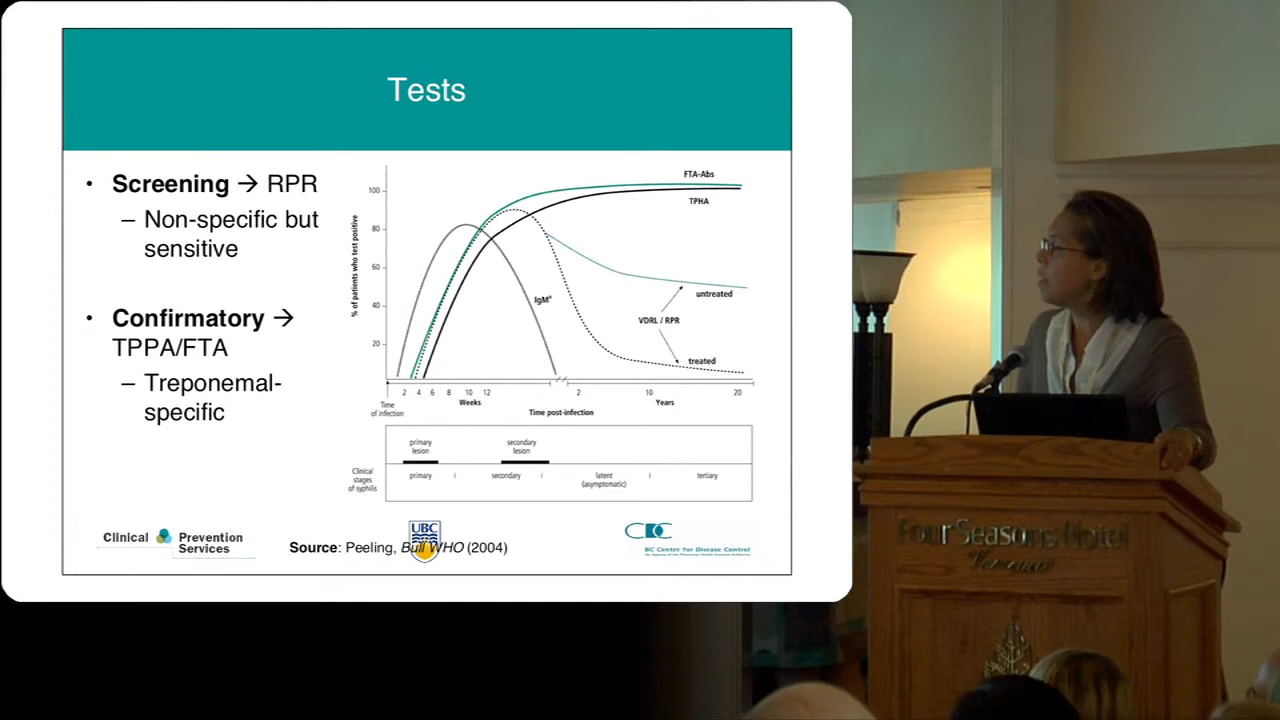 Tests
• Screening → RPR
– Non-specific but
sensitive
• Confirmatory →
TPPA/FTA
– Treponemal-
specific
% of patients who test positive
100
80
60
40
20
FTA-Abs
TPHA
IgM*
untreated
VDRL / RPR
treated
2 4 6 8 10 12
2 10 20
Time
of infection
Weeks
Years
Time post-infection
primary
lesion
secondary
lesion
Clinical
stages
of syphilis
primary
secondary
latent
(asymptomatic)
tertiary
Clinical Prevention
Services
UBC
Source: Peeling, Bull WHO (2004)
CDC
BC Centre for Disease Control
Four Seasons Hotel
Vancouver